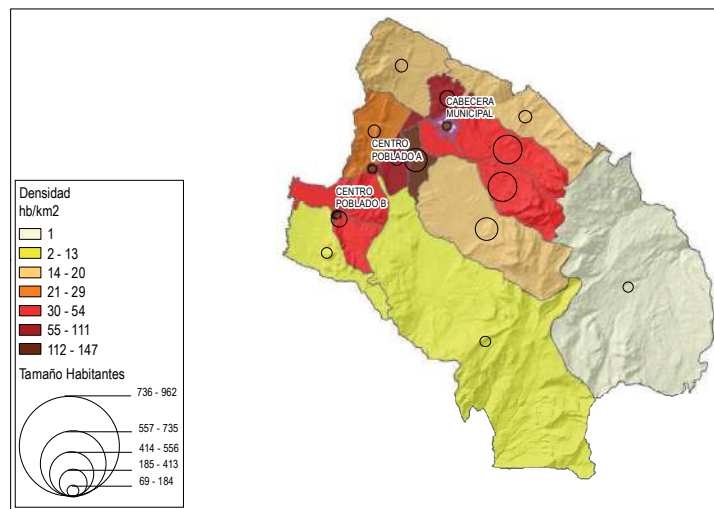 CABECERA
MUNICIPAL
CENTRO
POBLADO A
CENTRO
POBLADO B
Densidad
hb/km2
1
2 - 13
14 - 20
21 - 29
30 - 54
55 - 111
112 - 147
Tamaño Habitantes
736 - 962
557 - 735
414 - 556
185 - 413
69 - 184